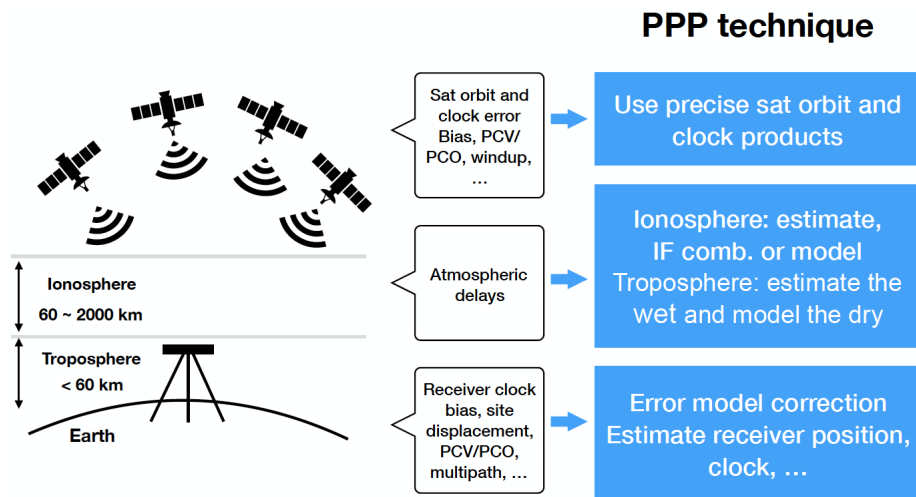 PPP technique
Sat orbit and
clock error
Bias, PCV/
PCO, windup,
...
Use precise sat orbit and
clock products
Ionosphere
60 ~ 2000 km
Atmospheric
delays
Ionosphere: estimate,
IF comb. or model
Troposphere: estimate the
wet and model the dry
Troposphere
< 60 km
Earth
Receiver clock
bias, site
displacement,
PCV/PCO,
multipath, ...
Error model correction
Estimate receiver position,
clock, ...